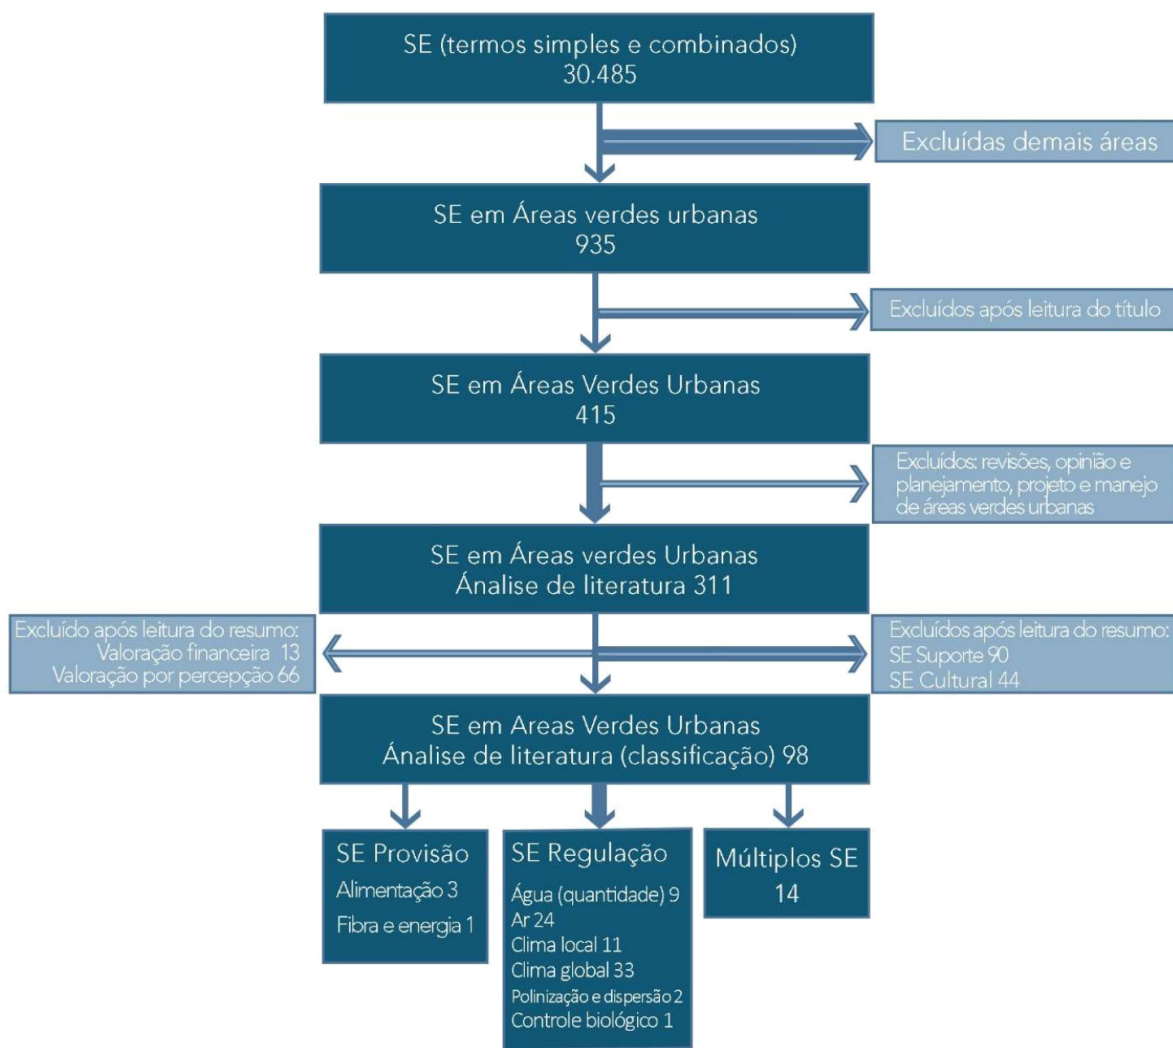 SE (termos simples e combinados)
30.485
Excluídas demais áreas
SE em Áreas verdes urbanas
935
Excluídos após leitura do título
SE em Áreas Verdes Urbanas
415
Excluídos: revisões, opinião e
planejamento, projeto e manejo
de áreas verdes urbanas
SE em Áreas verdes Urbanas
Ánalise de literatura 311
Excluído após leitura do resumo:
Valoração financeira 13
Valoração por percepção 66
Excluídos após leitura do resumo:
SE Suporte 90
SE Cultural 44
SE em Areas Verdes Urbanas
Ánalise de literatura (classificação) 98
SE Provisão
Alimentação 3
Fibra e energia 1
SE Regulação
Água (quantidade) 9
Ar 24
Clima local 11
Clima global 33
Polinização e dispersão 2
Controle biológico 1
Múltiplos SE
14